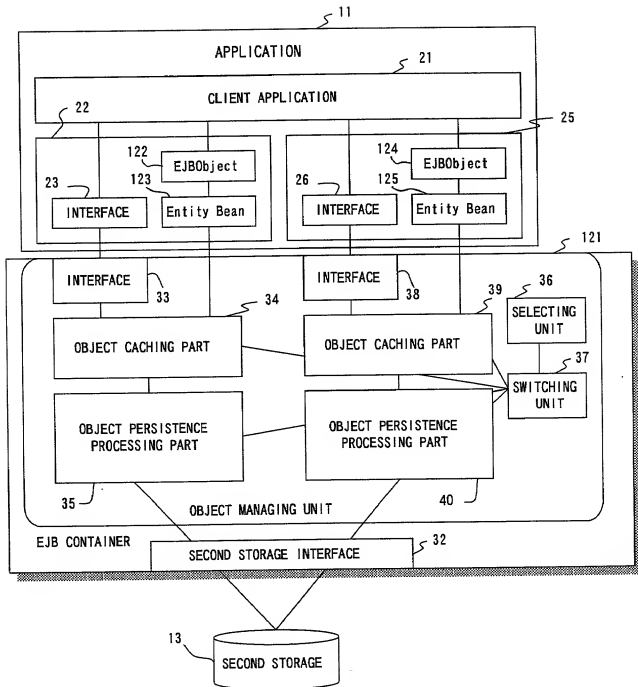 11
APPLICATION
21
CLIENT APPLICATION
22
25
122
EJBObject
124
EJBObject
23
123
26
125
INTERFACE
Entity Bean
INTERFACE
Entity Bean
121
INTERFACE
33
INTERFACE
38
36
SELECTING
UNIT
34
39
OBJECT CACHING PART
OBJECT CACHING PART
37
SWITCHING
UNIT
OBJECT PERSISTENCE
PROCESSING PART
OBJECT PERSISTENCE
PROCESSING PART
35
40
OBJECT MANAGING UNIT
EJB CONTAINER
SECOND STORAGE INTERFACE
32
13
SECOND STORAGE